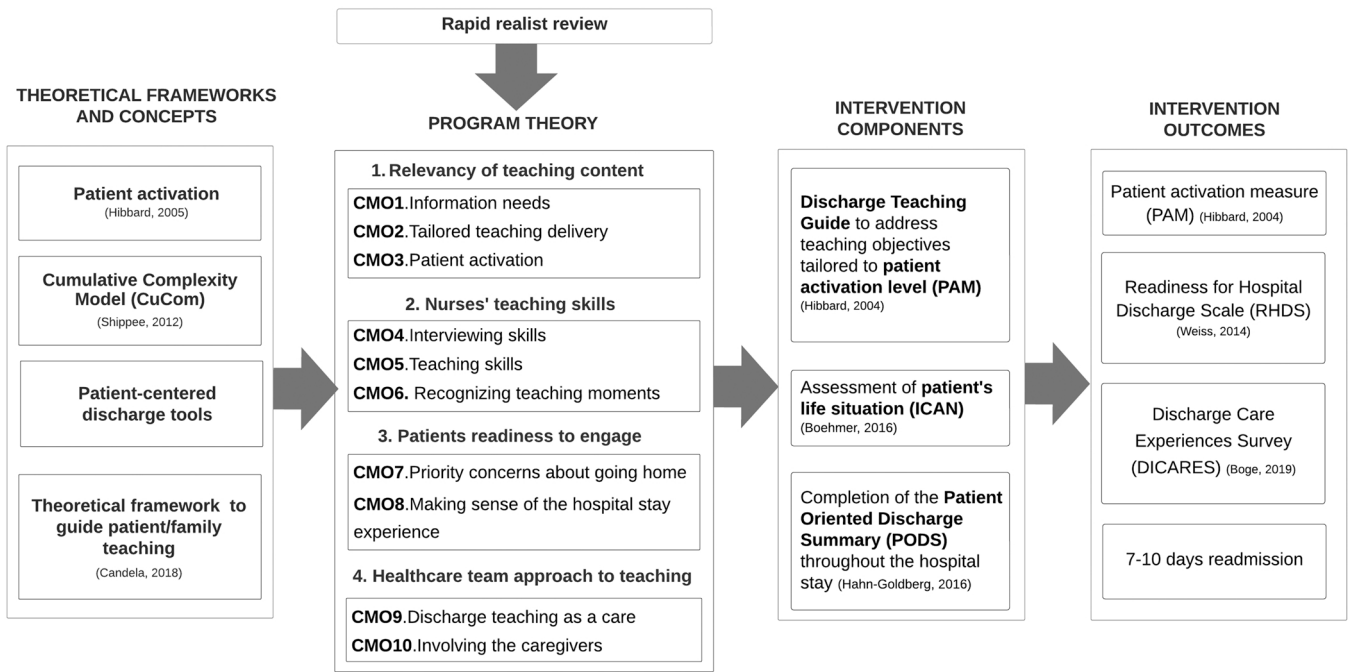 Rapid realist review
THEORETICAL FRAMEWORKS
AND CONCEPTS
Patient activation
(Hibbard, 2005)
Cumulative Complexity
Model (CuCom)
(Shippee, 2012)
Patient-centered
discharge tools
Theoretical framework to
guide patient/family
teaching
(Candela, 2018)
PROGRAM THEORY
1. Relevancy of teaching content
CMO1.Information needs
CMO2.Tailored teaching delivery
CMO3.Patient activation
2. Nurses' teaching skills
CMO4.Interviewing skills
CMO5.Teaching skills
CMO6. Recognizing teaching moments
3. Patients readiness to engage
CMO7.Priority concerns about going home
CMO8.Making sense of the hospital stay
experience
4. Healthcare team approach to teaching
CMO9.Discharge teaching as a care
CMO10.Involving the caregivers
INTERVENTION
COMPONENTS
Discharge Teaching
Guide to address
teaching objectives
tailored to patient
activation level (PAM)
(Hibbard, 2004)
Assessment of patient's
life situation (ICAN)
(Boehmer, 2016)
Completion of the Patient
Oriented Discharge
Summary (PODS)
throughout the hospital
stay (Hahn-Goldberg, 2016)
INTERVENTION
OUTCOMES
Patient activation measure
(PAM) (Hibbard, 2004)
Readiness for Hospital
Discharge Scale (RHDS)
(Weiss, 2014)
Discharge Care
Experiences Survey
(DICARES) (Boge, 2019)
7-10 days readmission